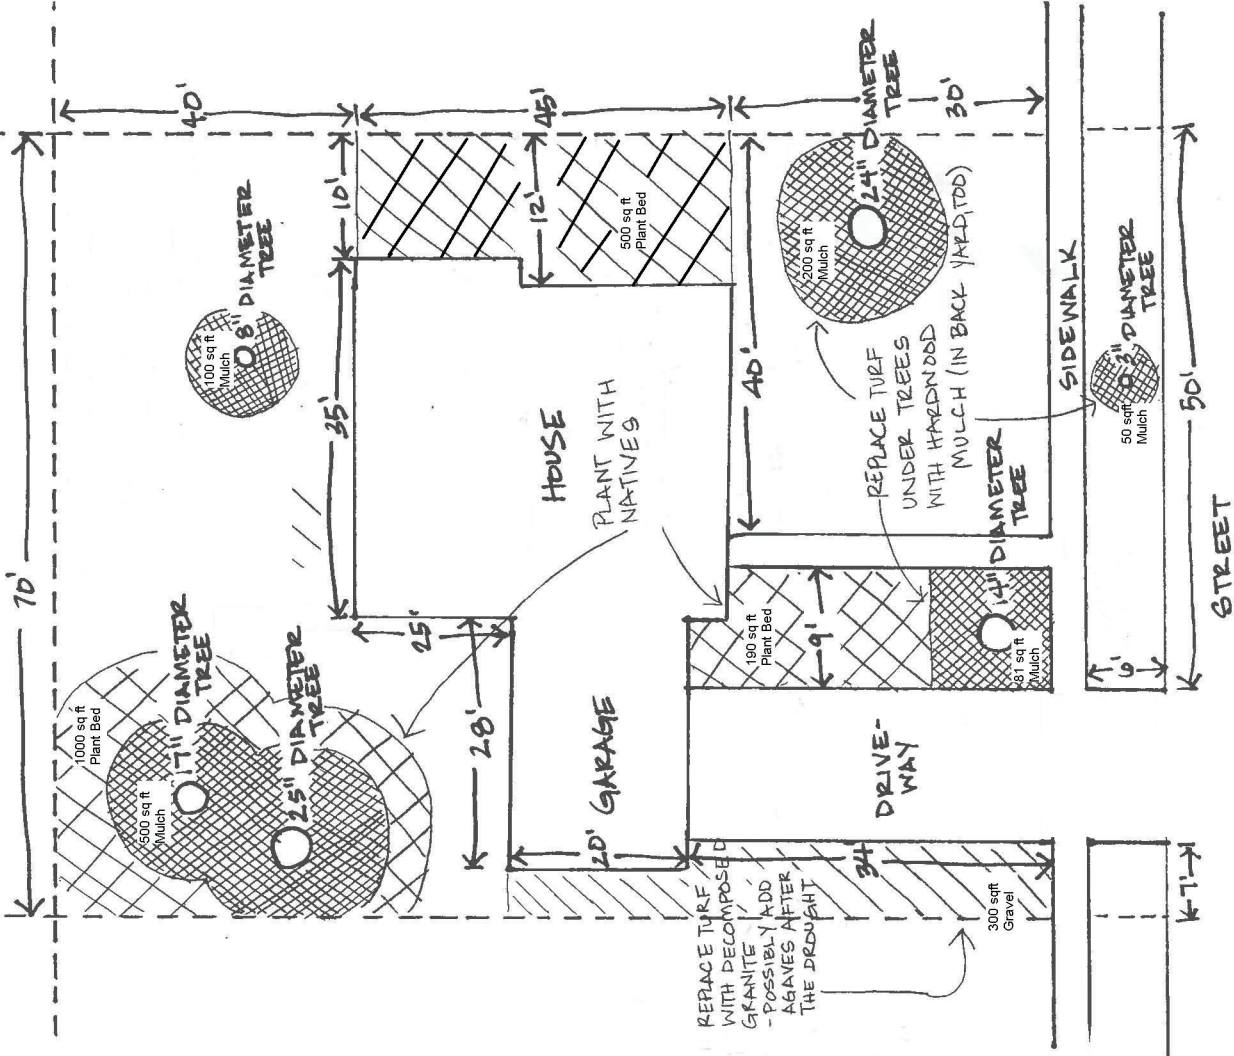 70'
1000 sq ft
Plant Bed
500 sq ft
Mulch
17" DIAMETER
TREE
100 sq ft
Mulch
8" DIAMETER
TREE
40'
25" DIAMETER
TREE
35'
10'
25'
28'
12'
45'
HOUSE
PLANT WITH
NATIVES
500 sq ft
Plant Bed
20'
GARAGE
REPLACE TURF
WITH DECOMPOSED
GRANITE
-POSSIBLY ADD
AGAVES AFTER
THE DROUGHT
190 sq ft
Plant Bed
9'
40'
200 sq ft
Mulch
24" DIAMETER
TREE
34
DRIVE-
WAY
REPLACE TURF
UNDER TREES
WITH HARDWOOD
MULCH (IN BACK YARD, TOO)
30'
300 sqft
Gravel
14" DIAMETER
TREE
81 sq ft
Mulch
SIDEWALK
3" DIAMETER
TREE
50 sqft
Mulch
6'
7'
50'
STREET